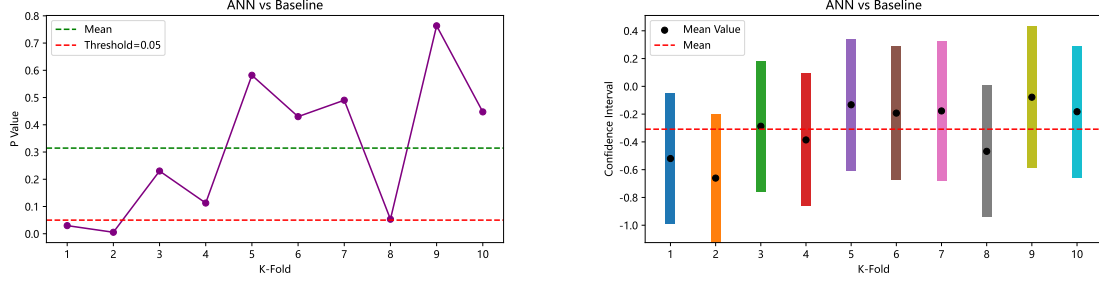 ANN vs Baseline
P Value
0.8
0.7
0.6
0.5
0.4
0.3
0.2
0.1
0.0
Mean
Threshold=0.05
1 2 3 4 5 6 7 8 9 10
K-Fold
ANN vs Baseline
Confidence Interval
0.4
0.2
0.0
-0.2
-0.4
-0.6
-0.8
-1.0
Mean Value
Mean
1 2 3 4 5 6 7 8 9 10
K-Fold